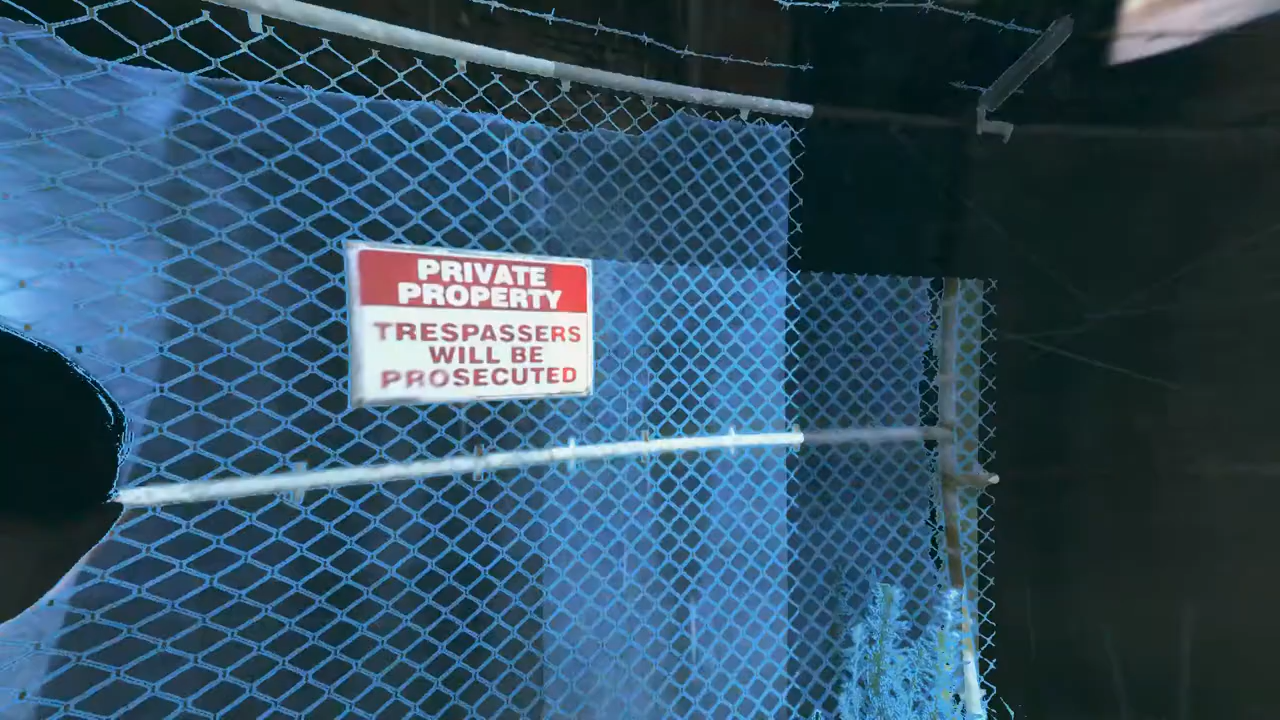 PRIVATE
PROPERTY
TRESPASSERS
WILL BE
PROSECUTED